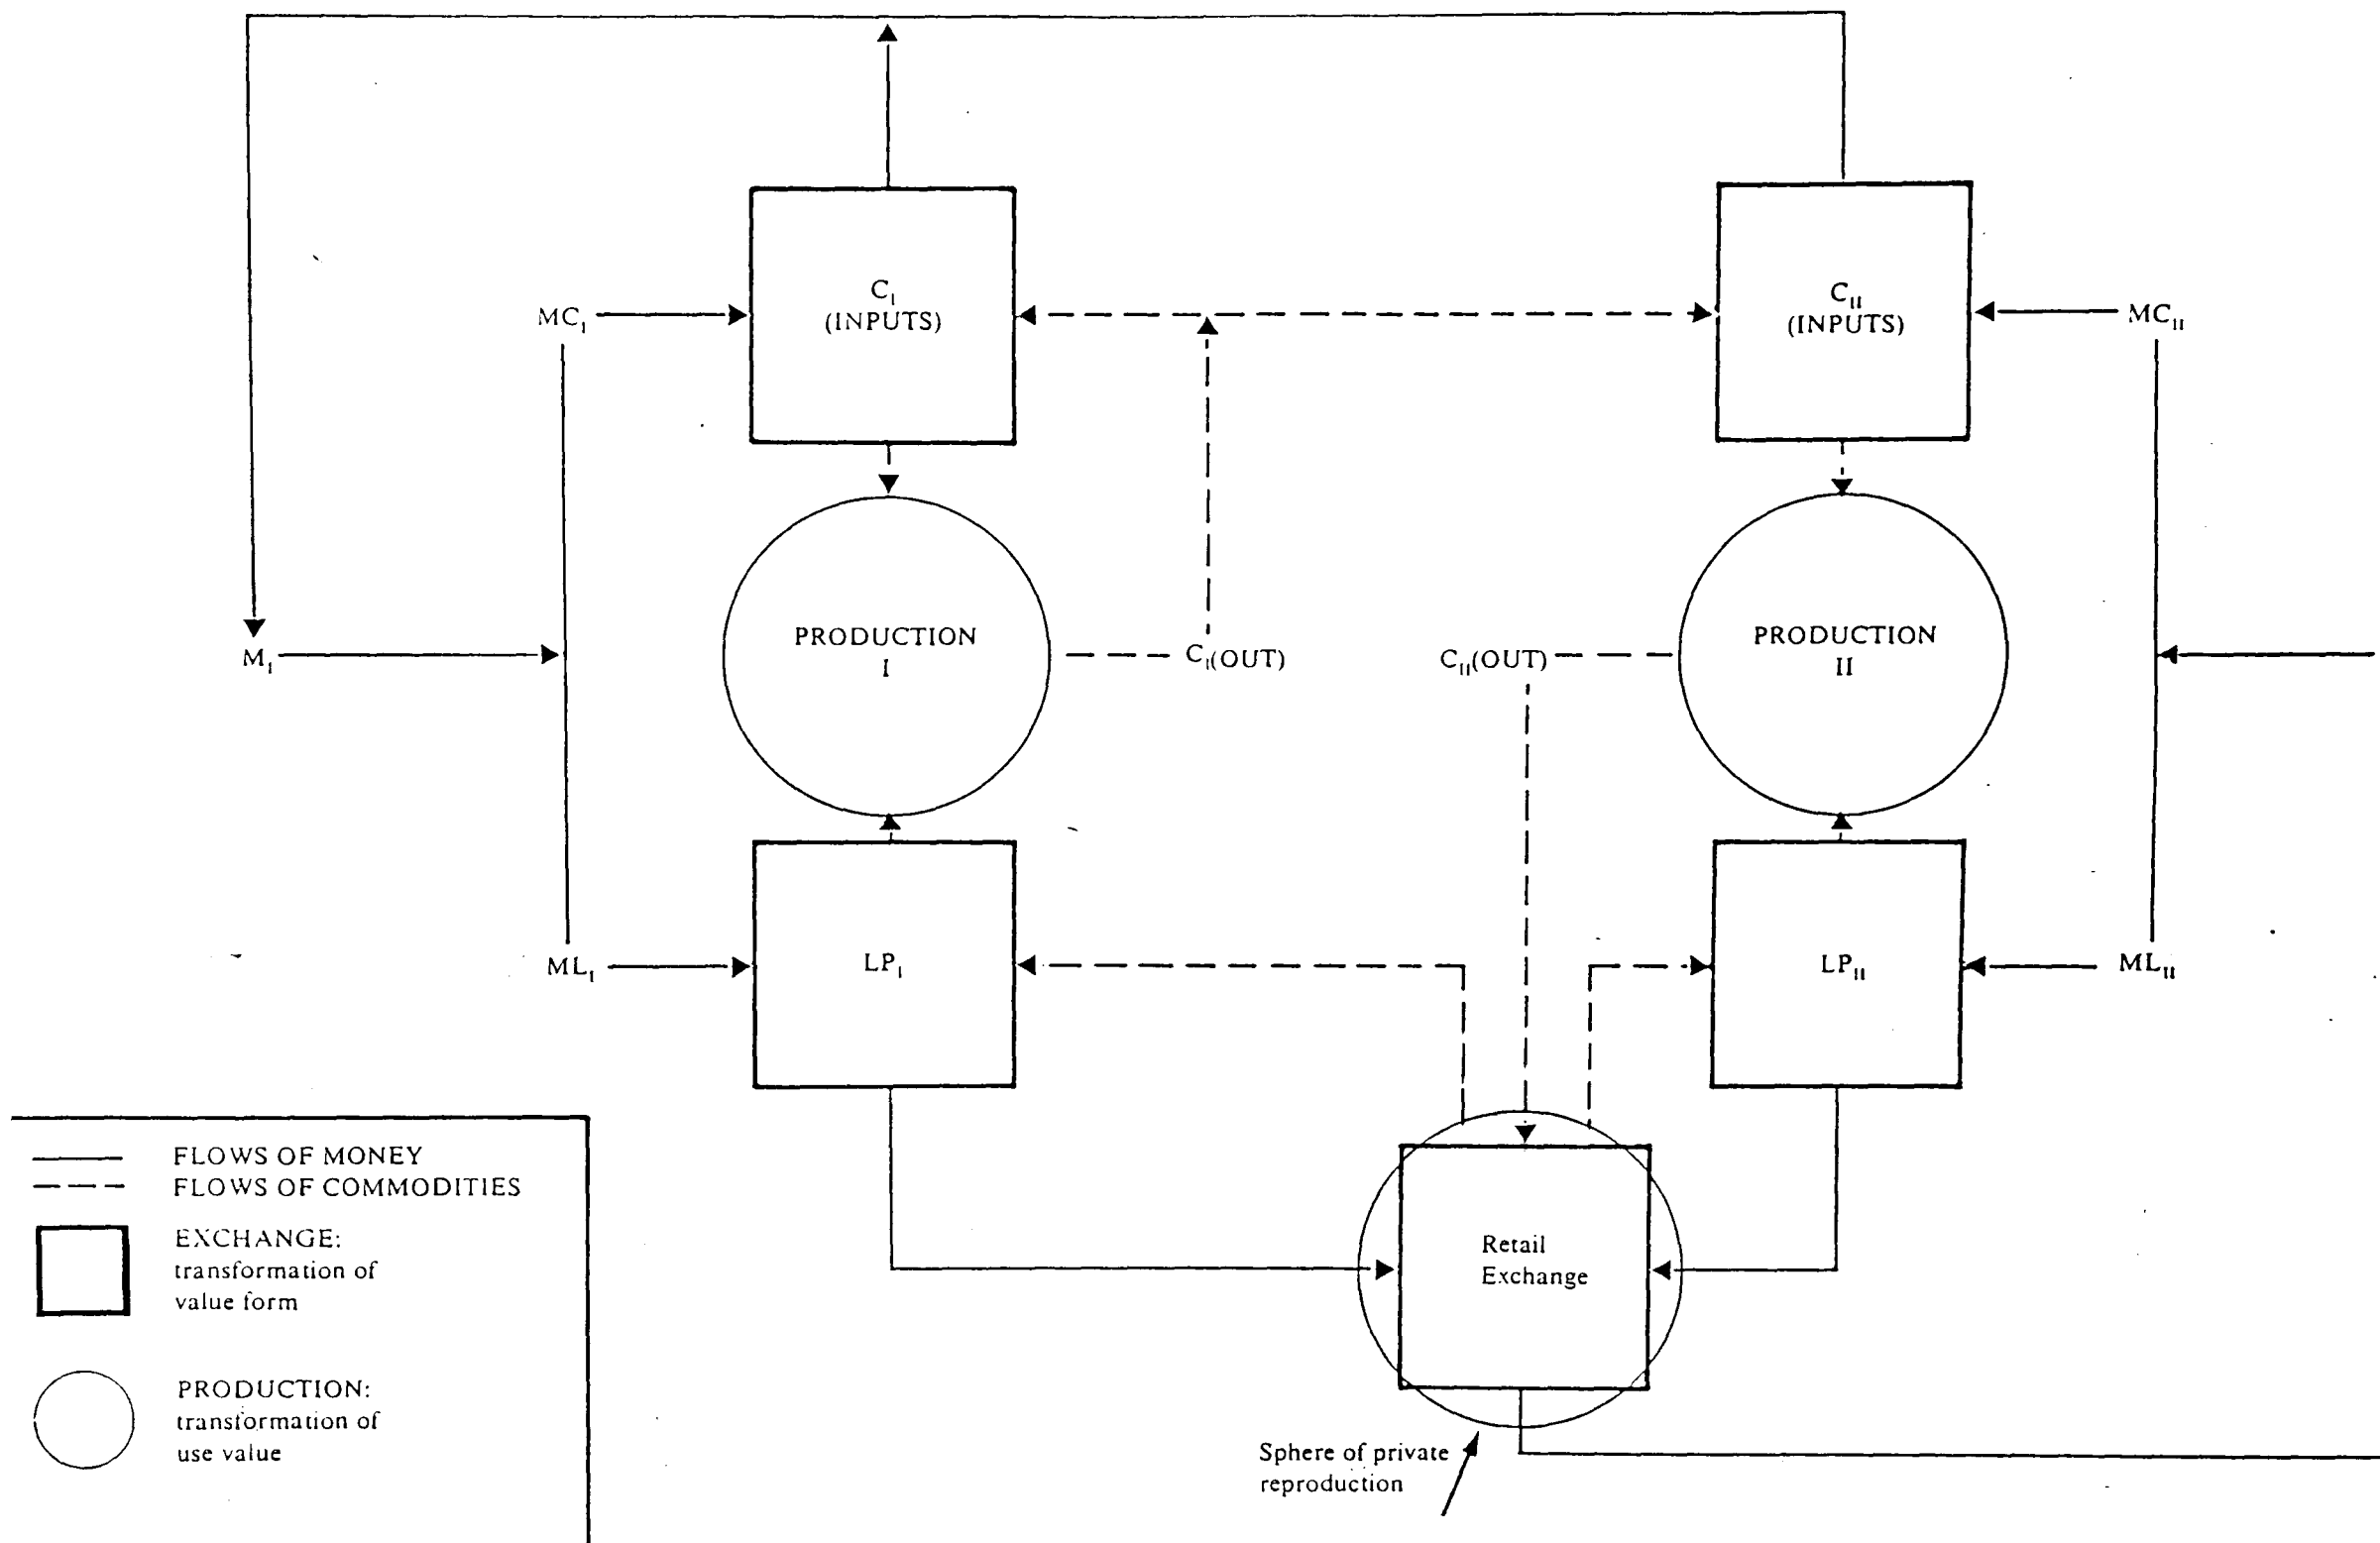 C_I
(INPUTS)
C_II
(INPUTS)
MC_I
MC_II
PRODUCTION
I
PRODUCTION
II
M_I
C_I(OUT)
C_II(OUT)
ML_I
LP_I
LP_II
ML_II
FLOWS OF MONEY
FLOWS OF COMMODITIES
EXCHANGE:
transformation of
value form
PRODUCTION:
transformation of
use value
Retail
Exchange
Sphere of private
reproduction